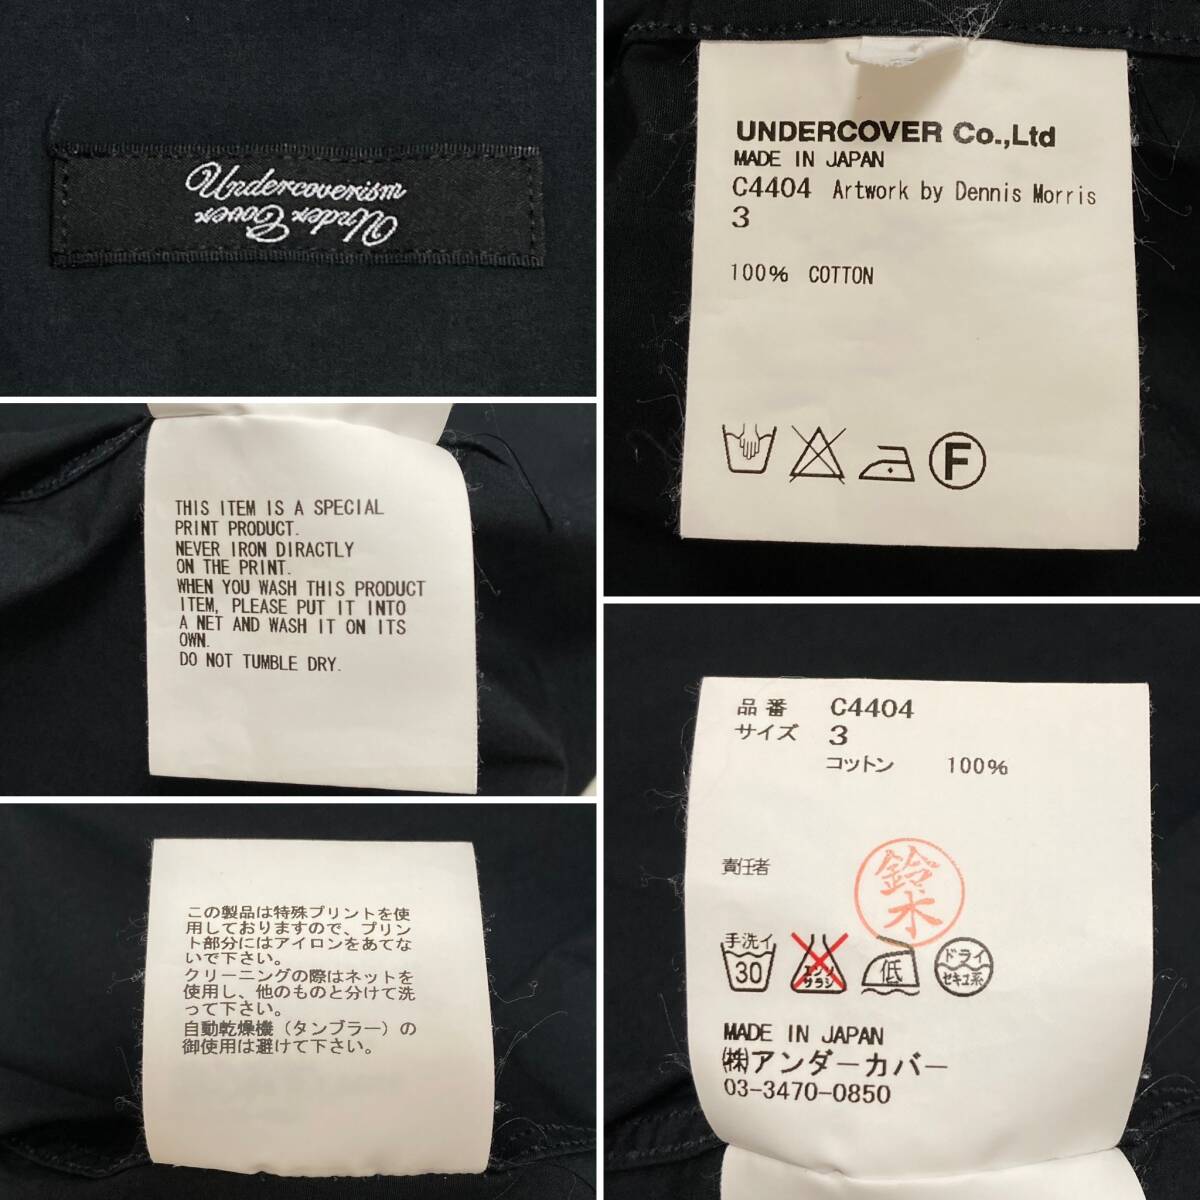 Undercoverism
Under Cover
UNDERCOVER Co.,Ltd
MADE IN JAPAN
C4404 Artwork by Dennis Morris
3
100% COTTON
F
THIS ITEM IS A SPECIAL
PRINT PRODUCT.
NEVER IRON DIRACTLY
ON THE PRINT.
WHEN YOU WASH THIS PRODUCT
ITEM, PLEASE PUT IT INTO
A NET AND WASH IT ON ITS
OWN.
DO NOT TUMBLE DRY.
この製品は特殊プリントを使
用しておりますので、プリン
ト部分にはアイロンをあてな
いで下さい。
クリーニングの際はネットを
使用し、他のものと分けて洗
って下さい。
自動乾燥機（タンブラー）の
御使用は避けて下さい。
品番 C4404
サイズ 3
コットン 100%
責任者
鈴木
手洗イ 30
エンソサラシ
低
ドライ セキユ系
MADE IN JAPAN
㈱アンダーカバー
03-3470-0850